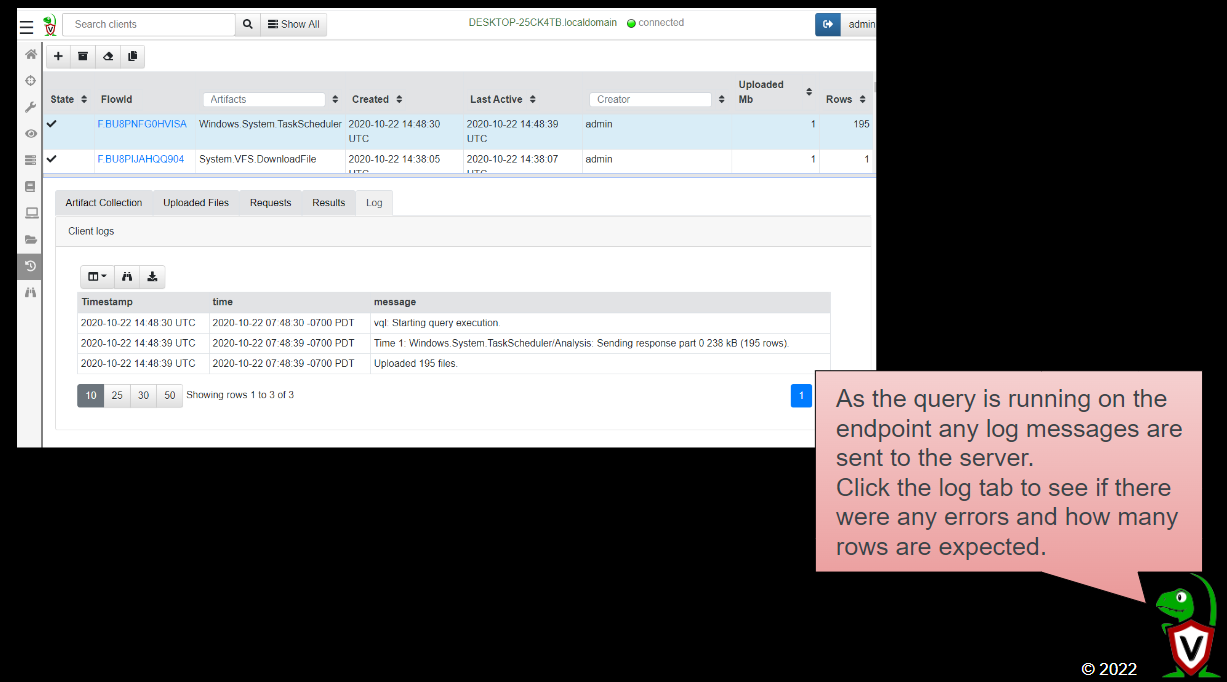 Search clients
Show All
DESKTOP-25CK4TB.localdomain connected
admin
State FlowId Artifacts Created Last Active Creator Uploaded Mb Rows
F.BU8PNFG0HVISA Windows.System.TaskScheduler 2020-10-22 14:48:30 UTC 2020-10-22 14:48:39 UTC admin 1 195
F.BU8PIJAHQQ904 System.VFS.DownloadFile 2020-10-22 14:38:05 UTC 2020-10-22 14:38:07 UTC admin 1 1
Artifact Collection Uploaded Files Requests Results Log
Client logs
Timestamp time message
2020-10-22 14:48:30 UTC 2020-10-22 07:48:30 -0700 PDT vql: Starting query execution.
2020-10-22 14:48:39 UTC 2020-10-22 07:48:39 -0700 PDT Time 1: Windows.System.TaskScheduler/Analysis: Sending response part 0 238 kB (195 rows).
2020-10-22 14:48:39 UTC 2020-10-22 07:48:39 -0700 PDT Uploaded 195 files.
10 25 30 50 Showing rows 1 to 3 of 3 1
As the query is running on the
endpoint any log messages are
sent to the server.
Click the log tab to see if there
were any errors and how many
rows are expected.
V
© 2022